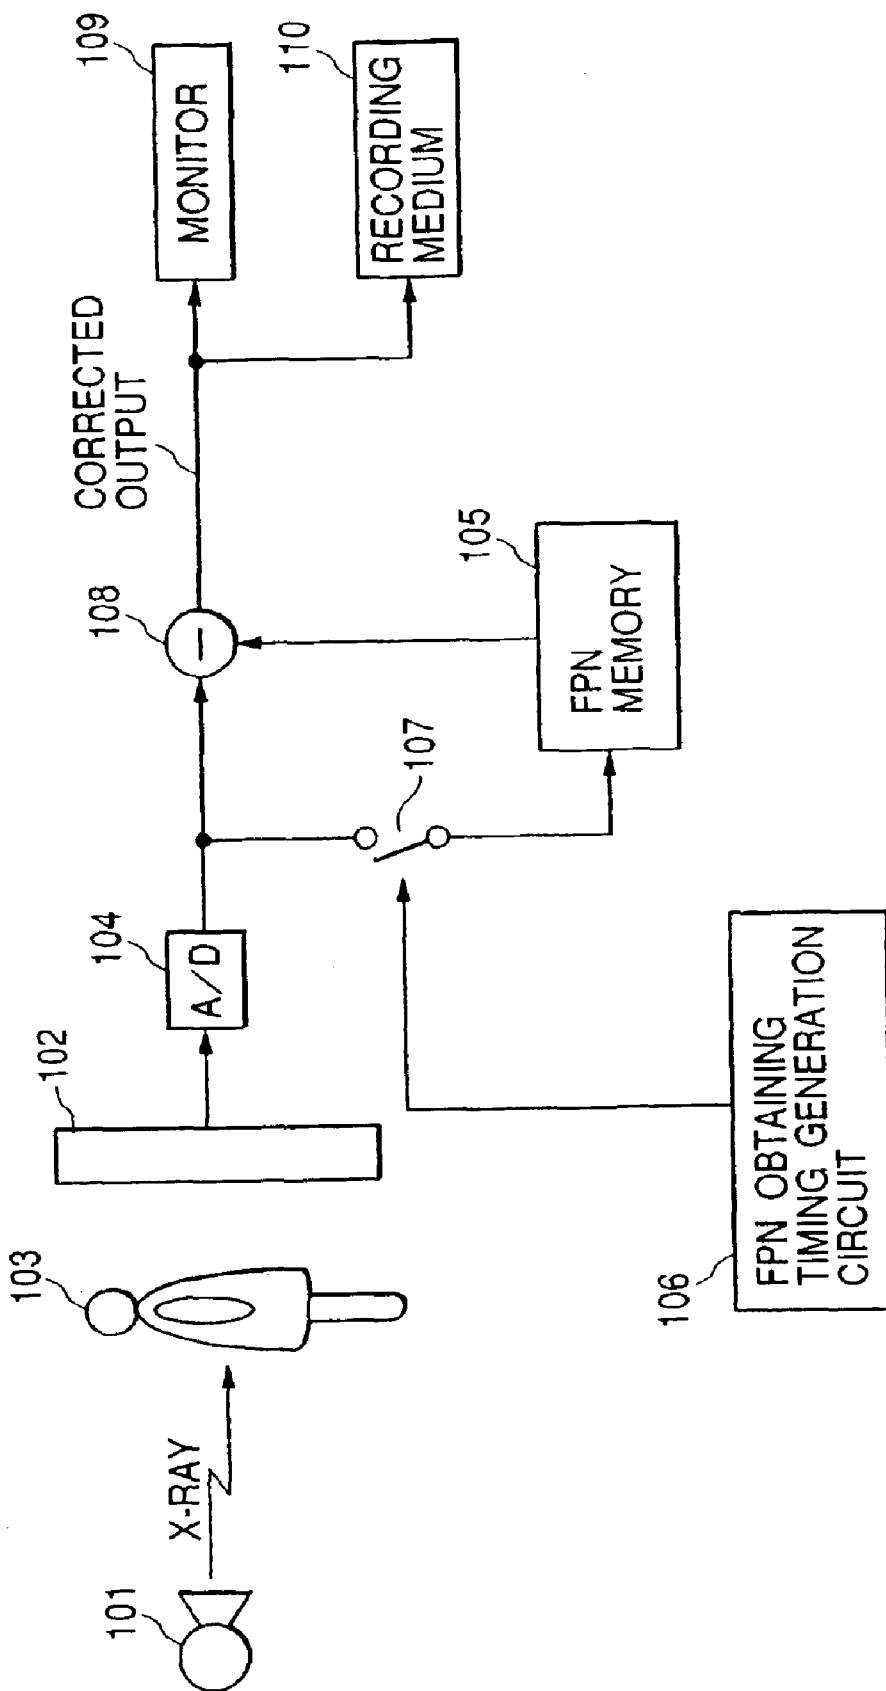 101
X-RAY
103
102
104
A/D
107
108
CORRECTED
OUTPUT
109
MONITOR
110
RECORDING
MEDIUM
105
FPN
MEMORY
106
FPN OBTAINING
TIMING GENERATION
CIRCUIT